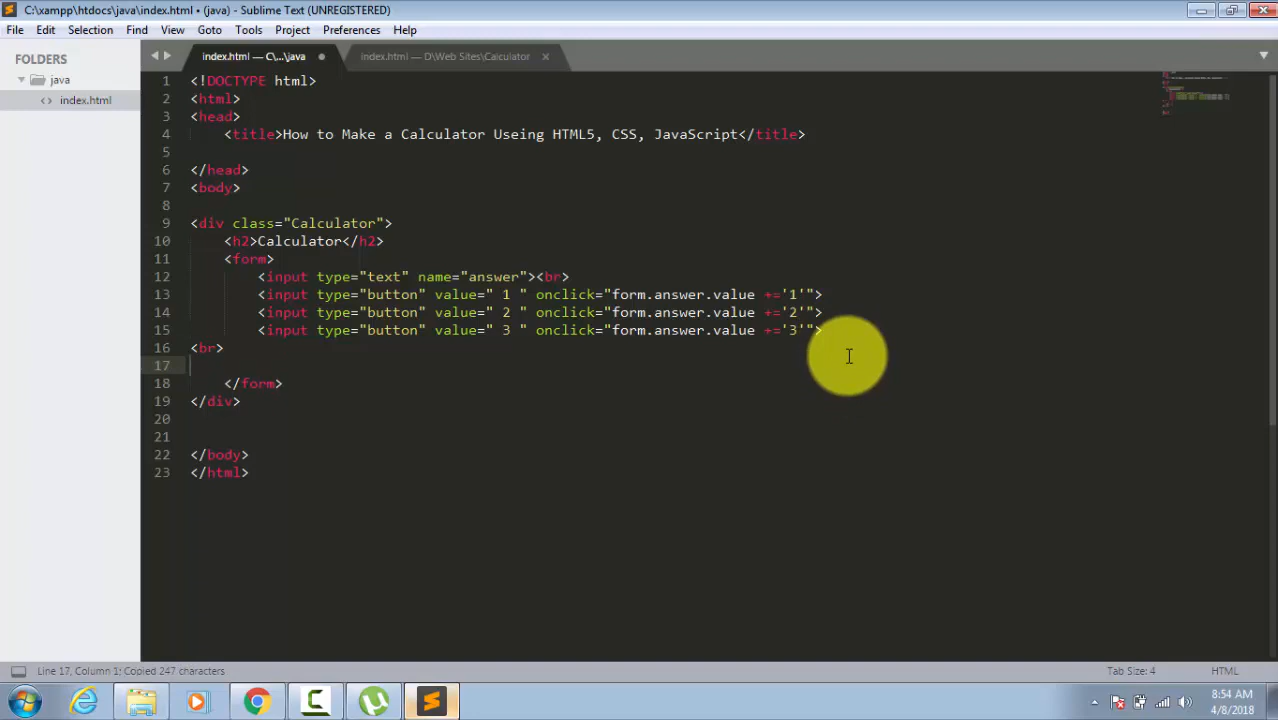 C:\xampp\htdocs\java\index.html • (java) - Sublime Text (UNREGISTERED)
File Edit Selection Find View Goto Tools Project Preferences Help
FOLDERS
java
<> index.html
index.html — C\...\java
index.html — D\Web Sites\Calculator
1 <!DOCTYPE html>
2 <html>
3 <head>
4 <title>How to Make a Calculator Useing HTML5, CSS, JavaScript</title>
5
6 </head>
7 <body>
8
9 <div class="Calculator">
10 <h2>Calculator</h2>
11 <form>
12 <input type="text" name="answer"><br>
13 <input type="button" value=" 1 " onclick="form.answer.value +='1'">
14 <input type="button" value=" 2 " onclick="form.answer.value +='2'">
15 <input type="button" value=" 3 " onclick="form.answer.value +='3'">
16 <br>
17
18 </form>
19 </div>
20
21
22 </body>
23 </html>
Line 17, Column 1: Copied 247 characters
Tab Size: 4
HTML
8:54 AM
4/8/2018